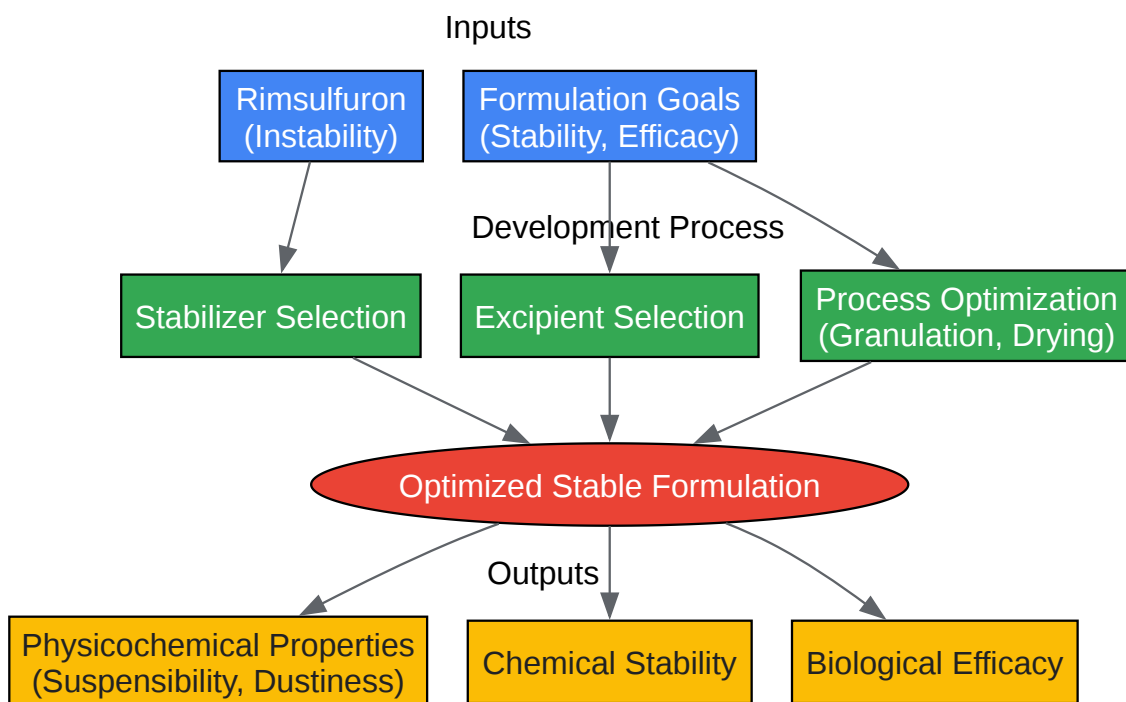 Inputs
Rimsulfuron
(Instability)
Formulation Goals
(Stability, Efficacy)
Development Process
Stabilizer Selection
Excipient Selection
Process Optimization
(Granulation, Drying)
Optimized Stable Formulation
Outputs
Physicochemical Properties
(Suspensibility, Dustiness)
Chemical Stability
Biological Efficacy